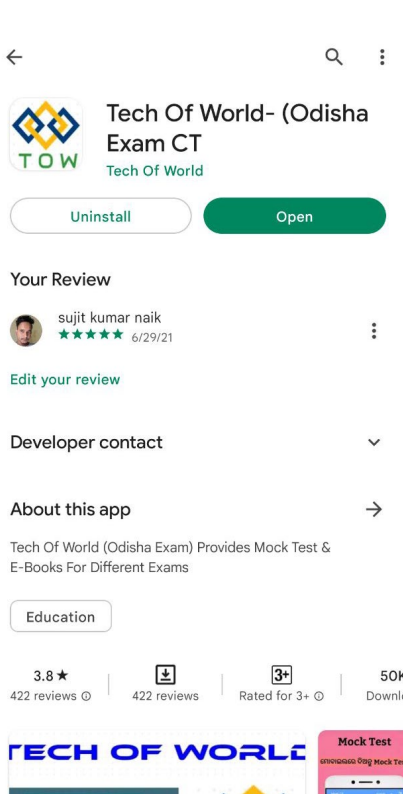 Tech Of World- (Odisha
Exam CT
TOW
Tech Of World
Uninstall
Open
Your Review
sujit kumar naik
★★★★★ 6/29/21
Edit your review
Developer contact
About this app
Tech Of World (Odisha Exam) Provides Mock Test &
E-Books For Different Exams
Education
3.8 ★
3+
50K
422 reviews
422 reviews
Rated for 3+
Downl
TECH OF WORLD
Mock Test